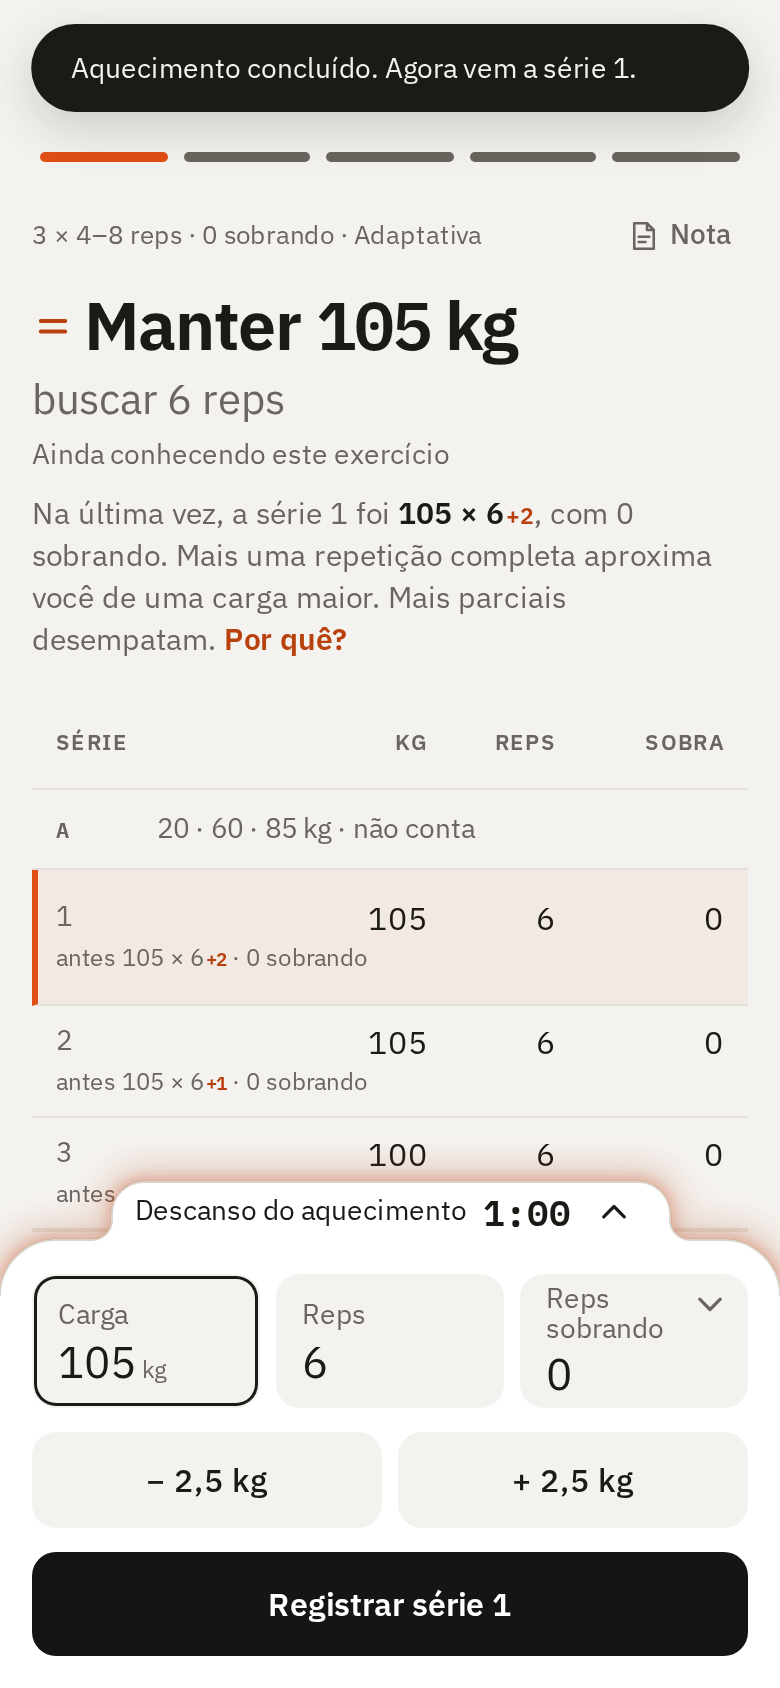 Aquecimento concluído. Agora vem a série 1.
3 × 4–8 reps · 0 sobrando · Adaptativa
Nota
= Manter 105 kg
buscar 6 reps
Ainda conhecendo este exercício
Na última vez, a série 1 foi 105 × 6+2, com 0
sobrando. Mais uma repetição completa aproxima
você de uma carga maior. Mais parciais
desempatam. Por quê?
SÉRIE KG REPS SOBRA
A 20 · 60 · 85 kg · não conta
1 105 6 0
antes 105 × 6+2 · 0 sobrando
2 105 6 0
antes 105 × 6+1 · 0 sobrando
3 100 6 0
antes
Descanso do aquecimento 1:00
Carga
105 kg
Reps
6
Reps
sobrando
0
− 2,5 kg
+ 2,5 kg
Registrar série 1